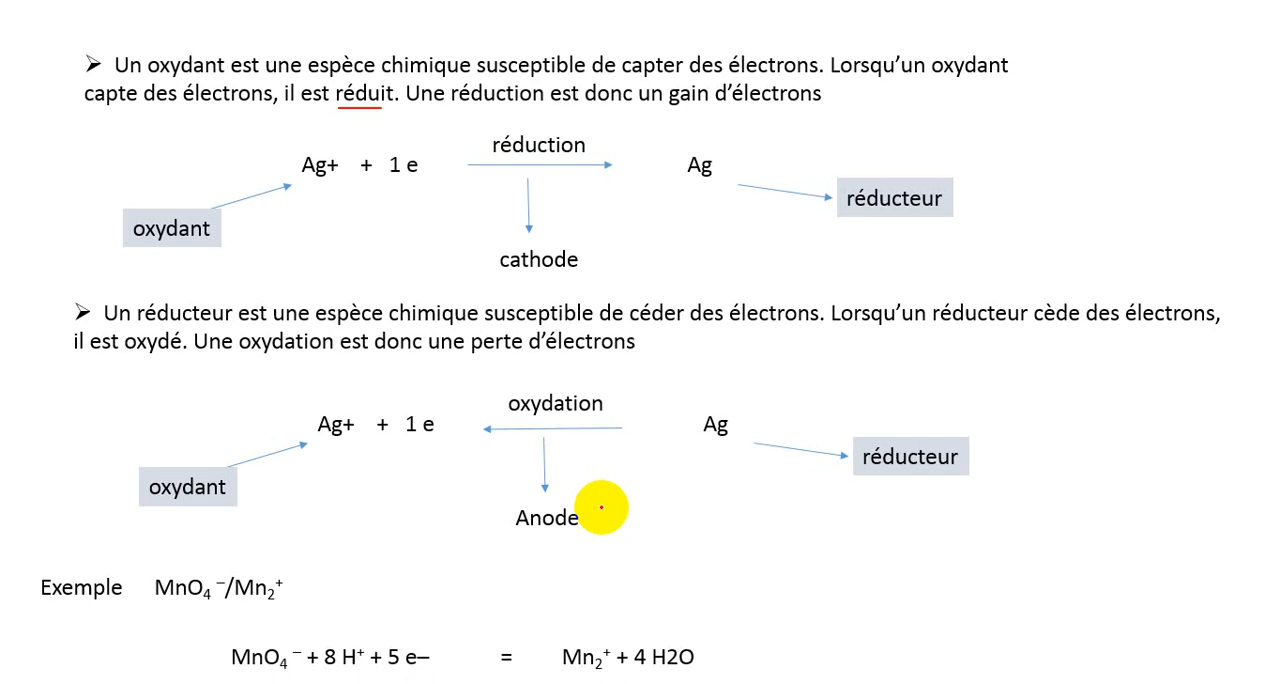 ➢ Un oxydant est une espèce chimique susceptible de capter des électrons. Lorsqu’un oxydant
capte des électrons, il est réduit. Une réduction est donc un gain d’électrons
réduction
Ag+ + 1 e Ag
réducteur
oxydant
cathode
➢ Un réducteur est une espèce chimique susceptible de céder des électrons. Lorsqu’un réducteur cède des électrons,
il est oxydé. Une oxydation est donc une perte d’électrons
oxydation
Ag+ + 1 e Ag
réducteur
oxydant
Anode
Exemple MnO₄ ⁻/Mn₂⁺
MnO₄ ⁻ + 8 H⁺ + 5 e– = Mn₂⁺ + 4 H2O